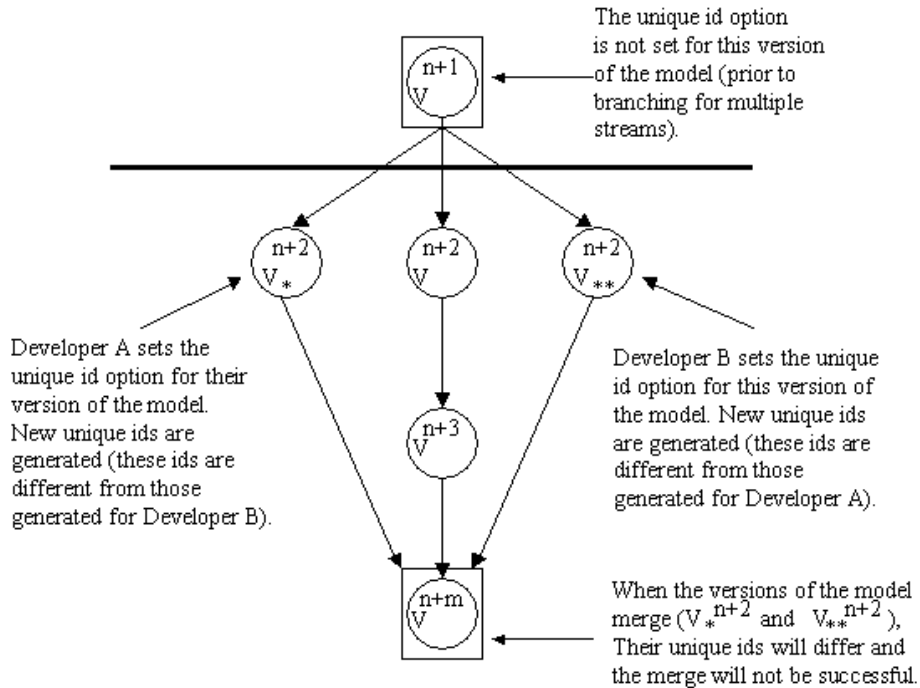 The unique id option
is not set for this version
of the model (prior to
branching for multiple
streams).
n+1
V
n+2
V*
n+2
V
n+2
V**
Developer A sets the
unique id option for their
version of the model.
New unique ids are
generated (these ids are
different from those
generated for Developer B).
Developer B sets the unique
id option for this version of
the model. New unique ids
are generated (these ids are
different from those
generated for Developer A).
n+3
V
n+m
V
When the versions of the model
merge (V*^n+2 and V**^n+2),
Their unique ids will differ and
the merge will not be successful.